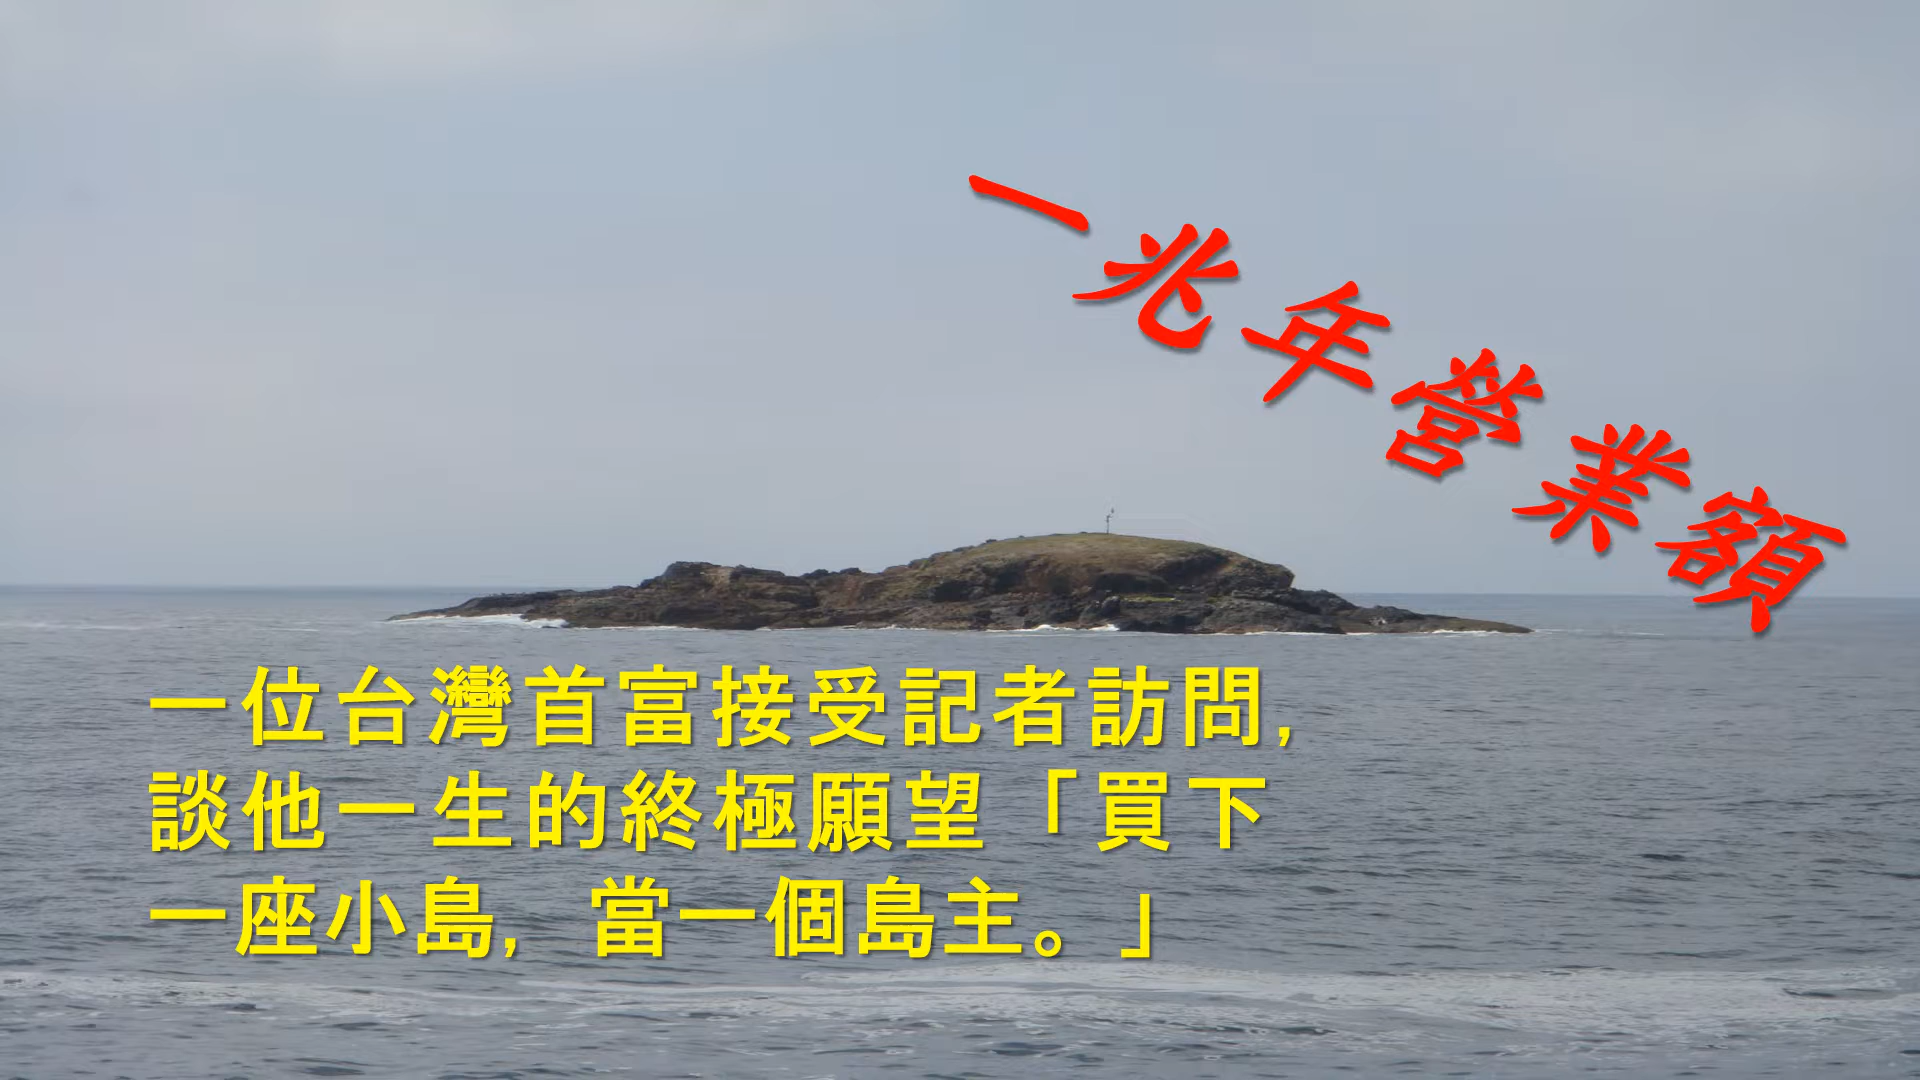 一兆年營業額
一位台灣首富接受記者訪問,
談他一生的終極願望「買下
一座小島, 當一個島主。」